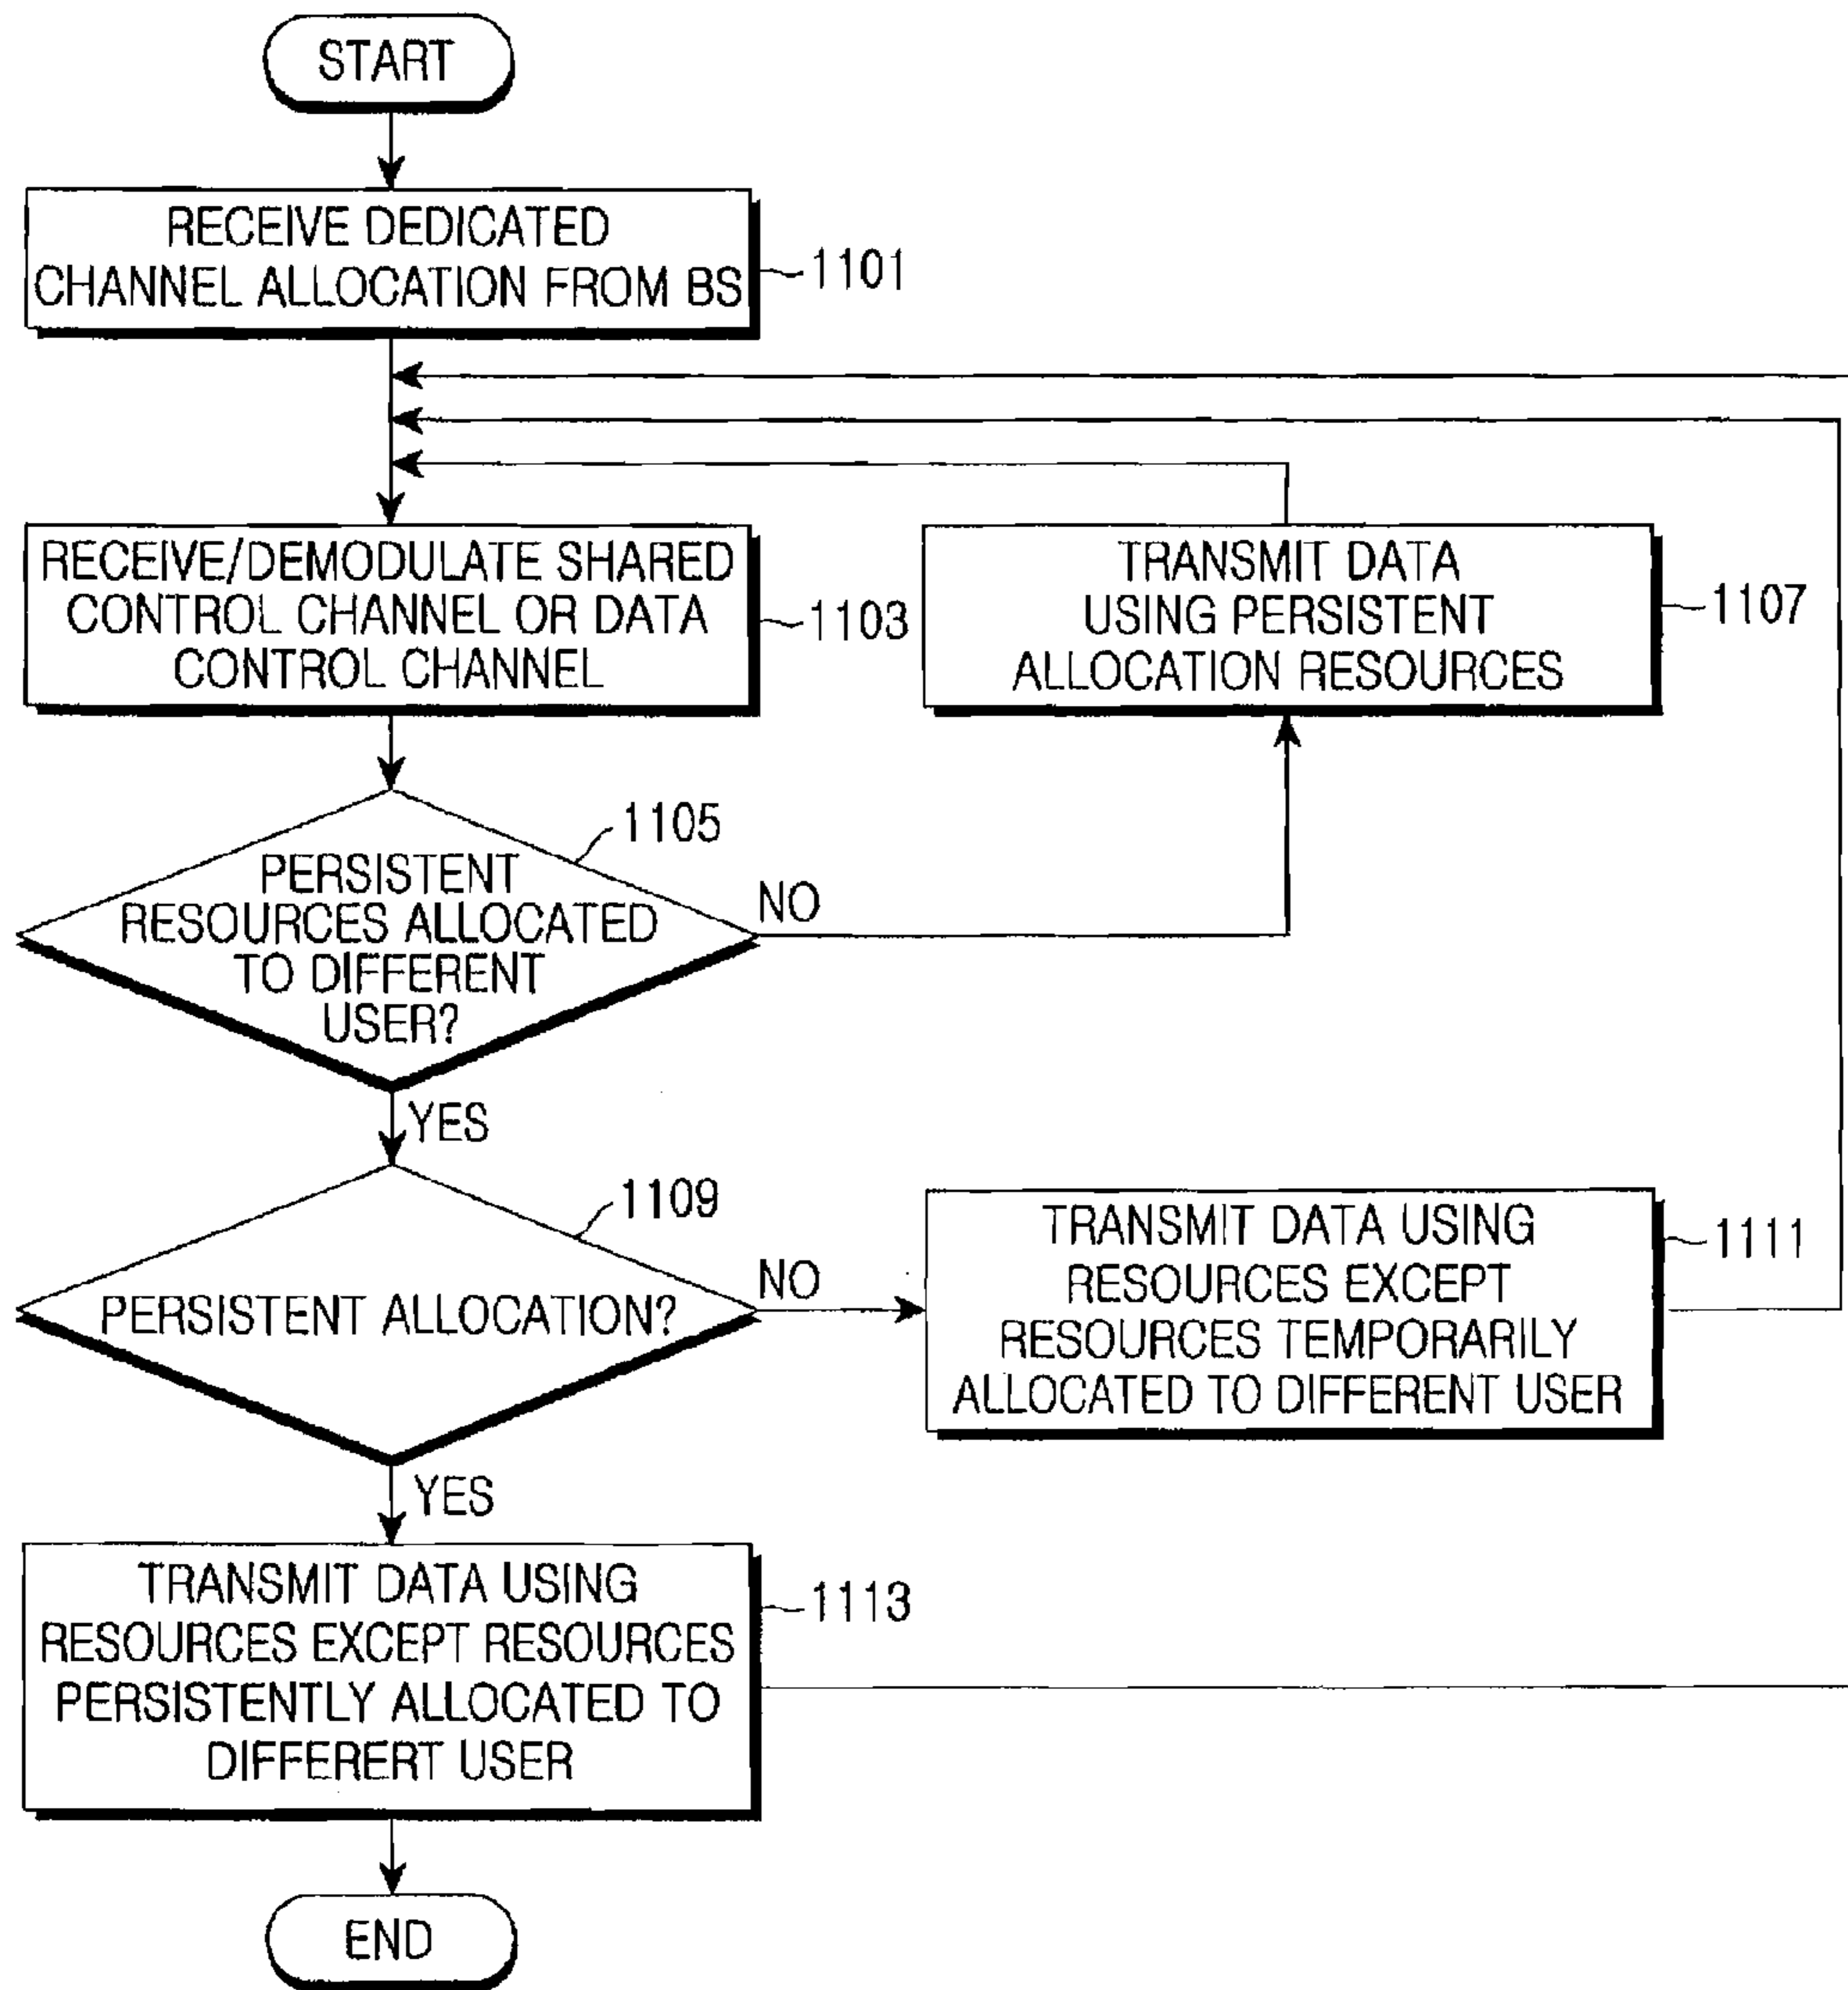 START
RECEIVE DEDICATED
CHANNEL ALLOCATION FROM BS
1101
RECEIVE/DEMODULATE SHARED
CONTROL CHANNEL OR DATA
CONTROL CHANNEL
1103
TRANSMIT DATA
USING PERSISTENT
ALLOCATION RESOURCES
1107
1105
PERSISTENT
RESOURCES ALLOCATED
TO DIFFERENT
USER?
NO
YES
1109
PERSISTENT ALLOCATION?
NO
TRANSMIT DATA USING
RESOURCES EXCEPT
RESOURCES TEMPORARILY
ALLOCATED TO DIFFERENT USER
1111
YES
TRANSMIT DATA USING
RESOURCES EXCEPT RESOURCES
PERSISTENTLY ALLOCATED TO
DIFFERERT USER
1113
END